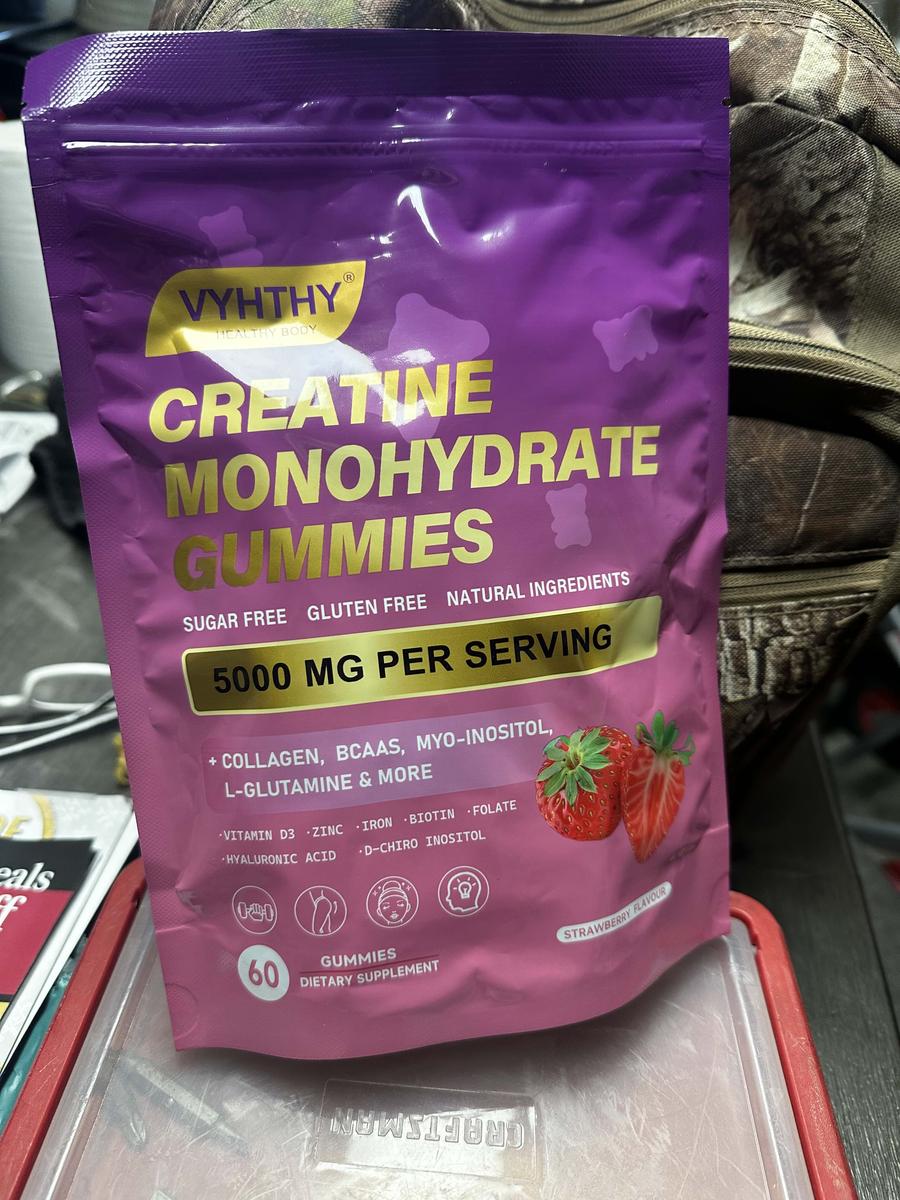 VYHTHY®
HEALTHY BODY
CREATINE
MONOHYDRATE
GUMMIES
SUGAR FREE GLUTEN FREE NATURAL INGREDIENTS
5000 MG PER SERVING
+ COLLAGEN, BCAAS, MYO-INOSITOL,
L-GLUTAMINE & MORE
·VITAMIN D3 ·ZINC ·IRON ·BIOTIN ·FOLATE
·HYALURONIC ACID ·D-CHIRO INOSITOL
STRAWBERRY FLAVOUR
60 GUMMIES
DIETARY SUPPLEMENT
eals
ff
CRAFTSMAN